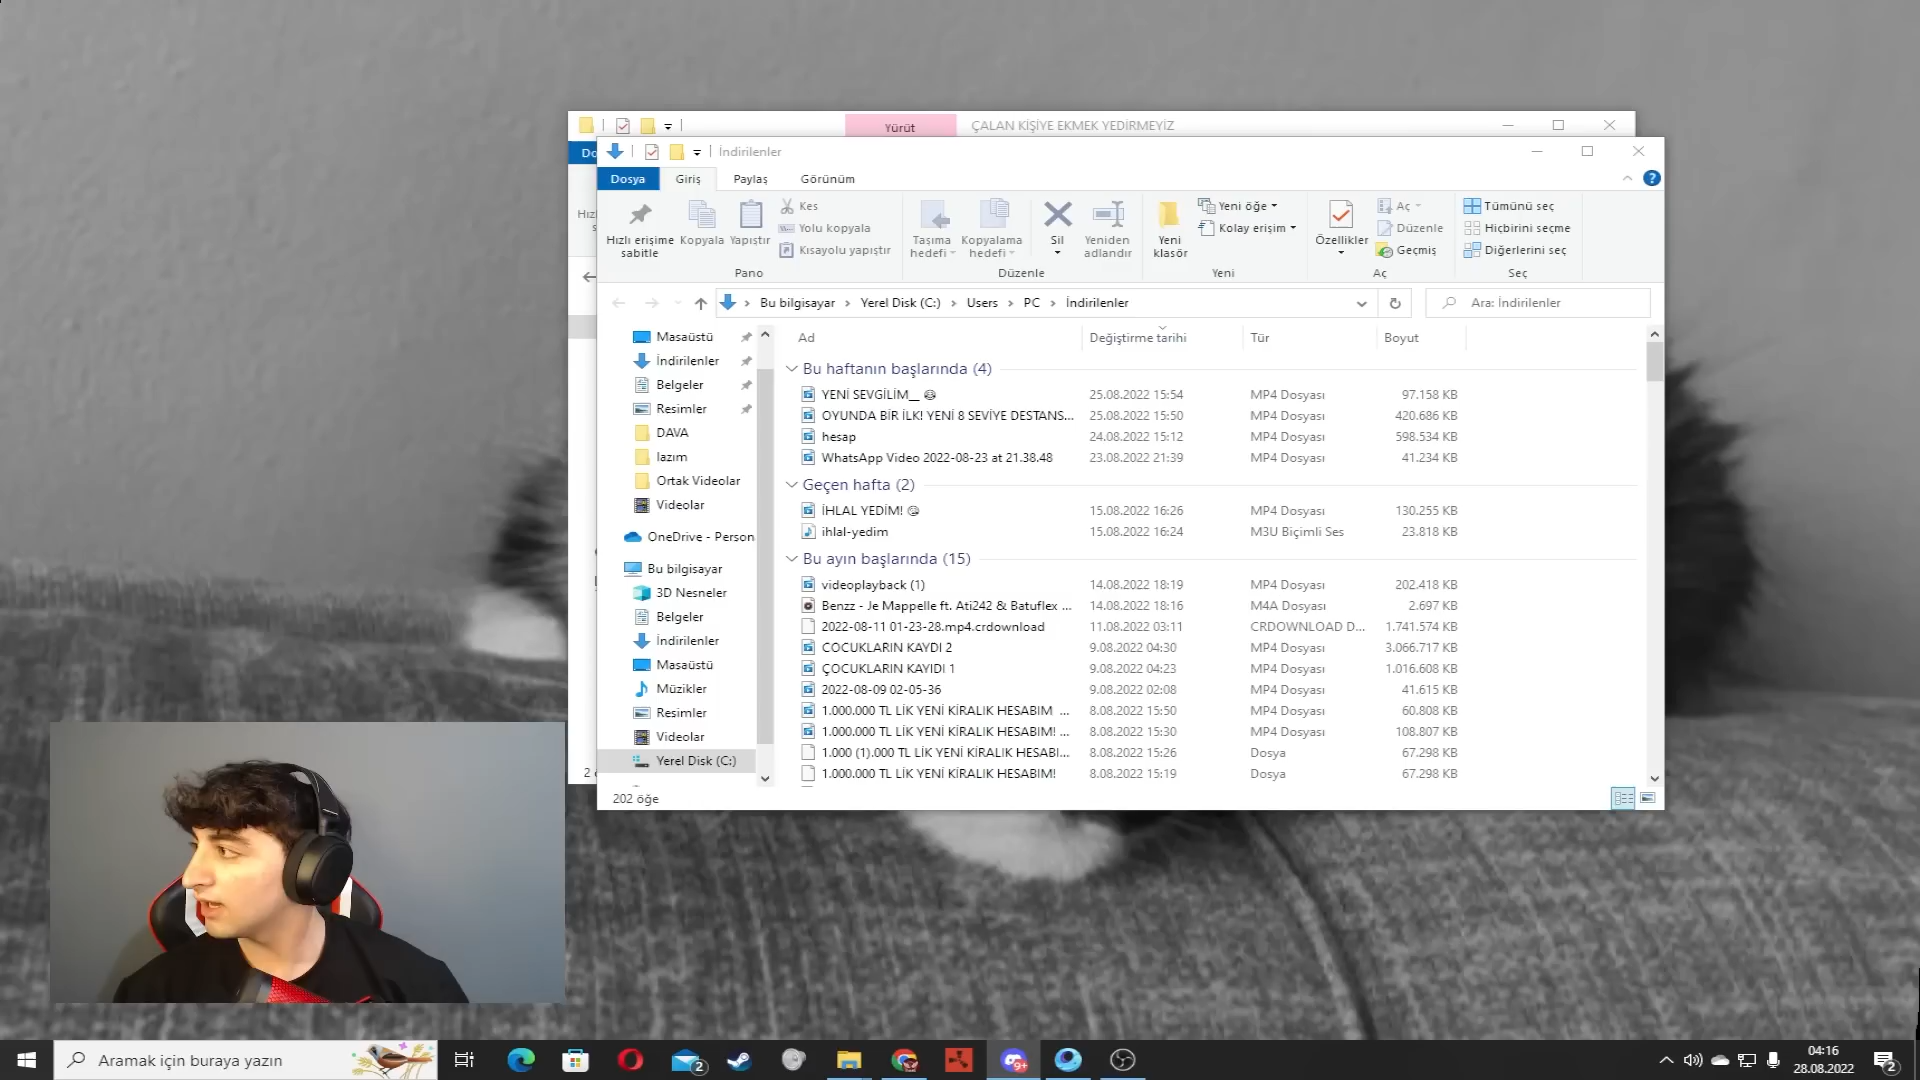 Yürüt
ÇALAN KİŞİYE EKMEK YEDİRMEYİZ
İndirilenler
Dosya
Giriş
Paylaş
Görünüm
Hızlı erişime sabitle
Kopyala
Yapıştır
Kes
Yolu kopyala
Kısayolu yapıştır
Pano
Taşıma hedefi
Kopyalama hedefi
Sil
Yeniden adlandır
Düzenle
Yeni klasör
Yeni öğe
Kolay erişim
Yeni
Özellikler
Aç
Düzenle
Geçmiş
Aç
Tümünü seç
Hiçbirini seçme
Diğerlerini seç
Seç
Bu bilgisayar > Yerel Disk (C:) > Users > PC > İndirilenler
Ara: İndirilenler
Masaüstü
İndirilenler
Belgeler
Resimler
DAVA
lazım
Ortak Videolar
Videolar
OneDrive - Person
Bu bilgisayar
3D Nesneler
Belgeler
İndirilenler
Masaüstü
Müzikler
Resimler
Videolar
Yerel Disk (C:)
Ad Değiştirme tarihi Tür Boyut
Bu haftanın başlarında (4)
YENİ SEVGİLİM__ 25.08.2022 15:54 MP4 Dosyası 97.158 KB
OYUNDA BİR İLK! YENİ 8 SEVİYE DESTANS... 25.08.2022 15:50 MP4 Dosyası 420.686 KB
hesap 24.08.2022 15:12 MP4 Dosyası 598.534 KB
WhatsApp Video 2022-08-23 at 21.38.48 23.08.2022 21:39 MP4 Dosyası 41.234 KB
Geçen hafta (2)
İHLAL YEDİM! 15.08.2022 16:26 MP4 Dosyası 130.255 KB
ihlal-yedim 15.08.2022 16:24 M3U Biçimli Ses 23.818 KB
Bu ayın başlarında (15)
videoplayback (1) 14.08.2022 18:19 MP4 Dosyası 202.418 KB
Benzz - Je Mappelle ft. Ati242 & Batuflex ... 14.08.2022 18:16 M4A Dosyası 2.697 KB
2022-08-11 01-23-28.mp4.crdownload 11.08.2022 03:11 CRDOWNLOAD D... 1.741.574 KB
COCUKLARIN KAYDI 2 9.08.2022 04:30 MP4 Dosyası 3.066.717 KB
ÇOCUKLARIN KAYIDI 1 9.08.2022 04:23 MP4 Dosyası 1.016.608 KB
2022-08-09 02-05-36 9.08.2022 02:08 MP4 Dosyası 41.615 KB
1.000.000 TL LİK YENİ KİRALIK HESABIM ... 8.08.2022 15:50 MP4 Dosyası 60.808 KB
1.000.000 TL LİK YENİ KİRALIK HESABIM! ... 8.08.2022 15:30 MP4 Dosyası 108.807 KB
1.000 (1).000 TL LİK YENİ KİRALIK HESABI... 8.08.2022 15:26 Dosya 67.298 KB
1.000.000 TL LİK YENİ KİRALIK HESABIM! 8.08.2022 15:19 Dosya 67.298 KB
202 öğe
Aramak için buraya yazın
2
9+
04:16
28.08.2022
2